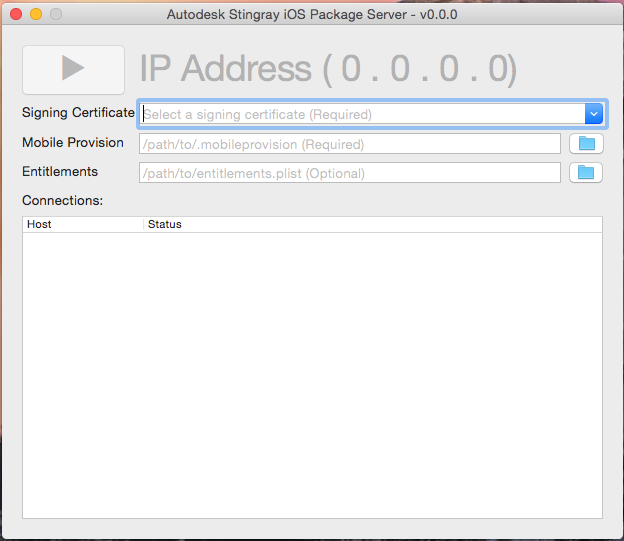 Autodesk Stingray iOS Package Server - v0.0.0
IP Address ( 0 . 0 . 0 . 0)
Signing Certificate Select a signing certificate (Required)
Mobile Provision /path/to/.mobileprovision (Required)
Entitlements /path/to/entitlements.plist (Optional)
Connections:
Host Status